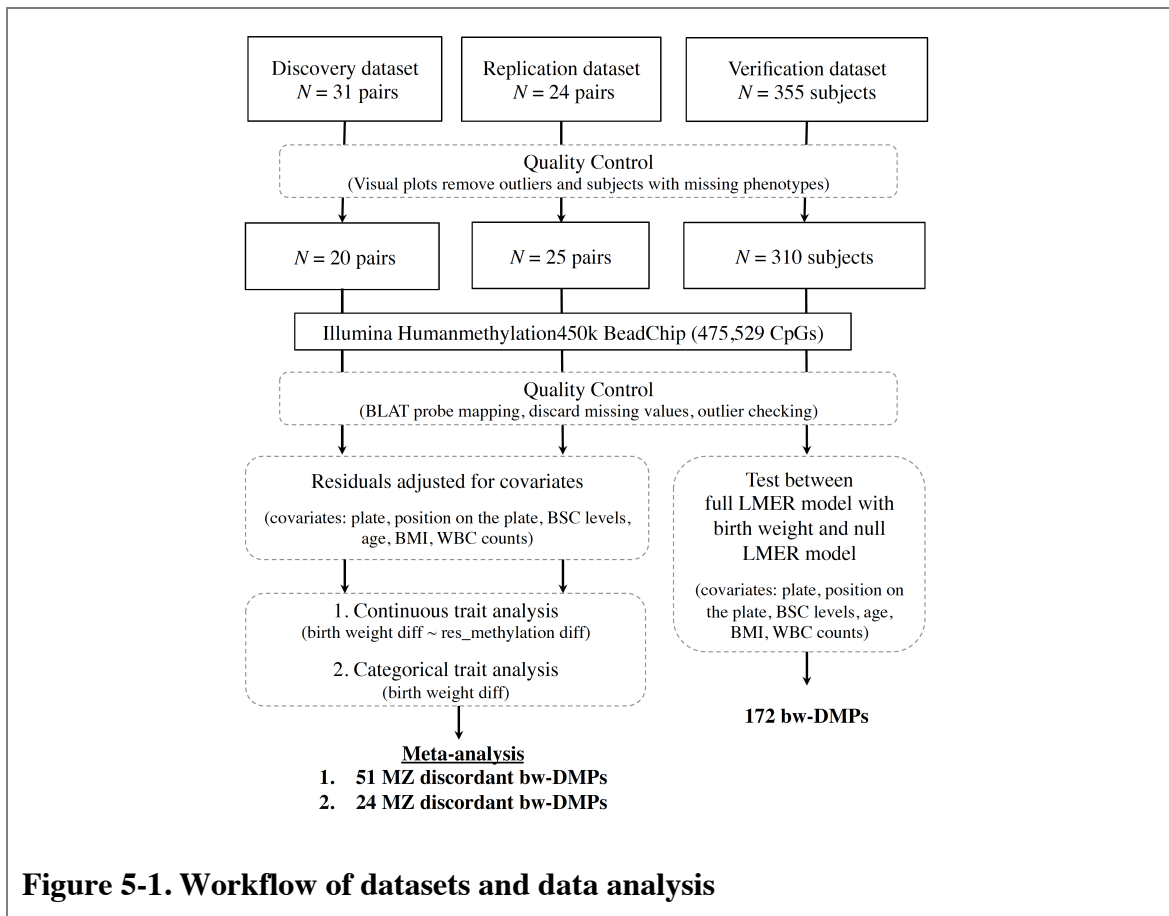 Discovery dataset
N = 31 pairs
Replication dataset
N = 24 pairs
Verification dataset
N = 355 subjects
Quality Control
(Visual plots remove outliers and subjects with missing phenotypes)
N = 20 pairs
N = 25 pairs
N = 310 subjects
Illumina Humanmethylation450k BeadChip (475,529 CpGs)
Quality Control
(BLAT probe mapping, discard missing values, outlier checking)
Residuals adjusted for covariates
(covariates: plate, position on the plate, BSC levels,
age, BMI, WBC counts)
1. Continuous trait analysis
(birth weight diff ~ res_methylation diff)
2. Categorical trait analysis
(birth weight diff)
Meta-analysis
1. 51 MZ discordant bw-DMPs
2. 24 MZ discordant bw-DMPs
Test between
full LMER model with
birth weight and null
LMER model
(covariates: plate, position on
the plate, BSC levels, age,
BMI, WBC counts)
172 bw-DMPs
Figure 5-1. Workflow of datasets and data analysis